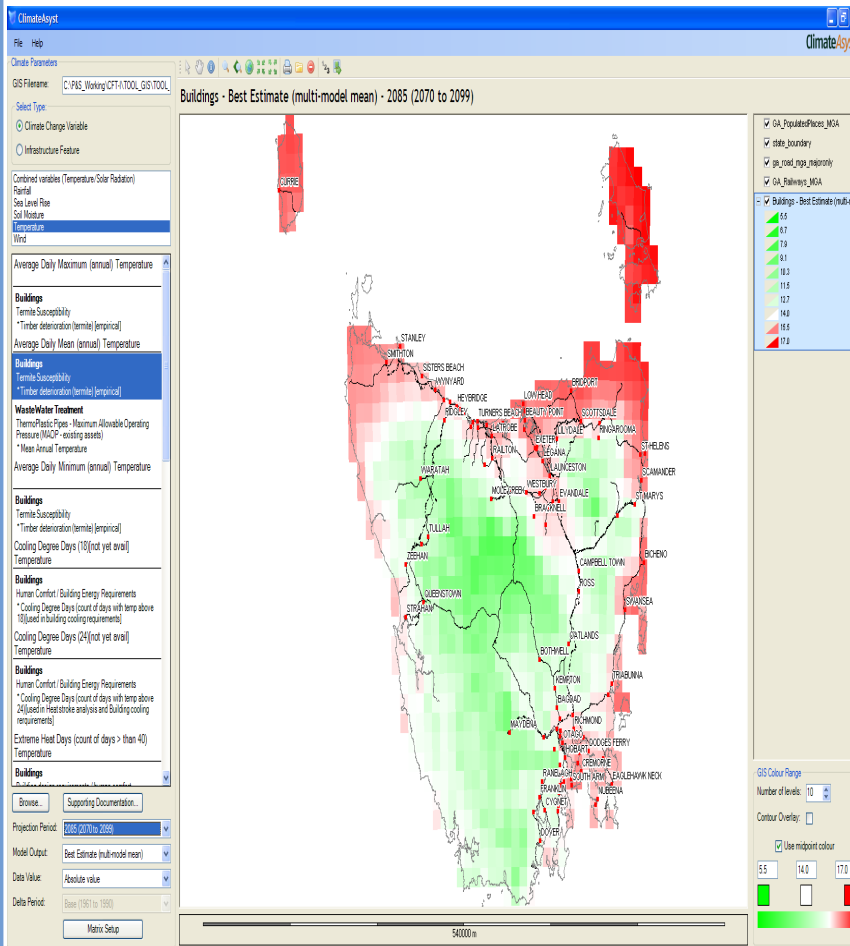 ClimateAsyst
File Help
Climate Parameters
GIS Filename: C:\P&S_Working\CFT-I\TOOL_GIS\TOOL_
Select Type:
Climate Change Variable
Infrastructure Feature
Combined variables (Temperature/Solar Radiation)
Rainfall
Sea Level Rise
Soil Moisture
Temperature
Wind
Average Daily Maximum (annual) Temperature
Buildings
Termite Susceptibility
* Timber deterioration (termite) [empirical]
Average Daily Mean (annual) Temperature
Buildings
Termite Susceptibility
* Timber deterioration (termite) [empirical]
WasteWater Treatment
ThermoPlastic Pipes - Maximum Allowable Operating
Pressure (MAOP - existing assets)
* Mean Annual Temperature
Average Daily Minimum (annual) Temperature
Buildings
Termite Susceptibility
* Timber deterioration (termite) [empirical]
Cooling Degree Days (18)[not yet avail]
Temperature
Buildings
Human Comfort / Building Energy Requirements
* Cooling Degree Days (count of days with temp above
18)[used in building cooling requirements]
Cooling Degree Days (24)[not yet avail]
Temperature
Buildings
Human Comfort / Building Energy Requirements
* Cooling Degree Days (count of days with temp above
24)[used in Heat stroke analysis and Building cooling
requirements]
Extreme Heat Days (count of days > than 40)
Temperature
Buildings
Browse... Supporting Documentation...
Projection Period: 2085 (2070 to 2099)
Model Output: Best Estimate (multi-model mean)
Data Value: Absolute value
Delta Period: Base (1961 to 1990)
Matrix Setup
ClimateAsy
Buildings - Best Estimate (multi-model mean) - 2085 (2070 to 2099)
CURRIE
STANLEY
SMITHTON
SISTERS BEACH
WYNYARD
HEYBRIDGE
RIDGLEY
TURNERS BEACH
LOW HEAD
BEAUTY POINT
BRIDPORT
SCOTTSDALE
LATROBE
LILYDALE
RINGAROOMA
EXETER
RAILTON
LEGANA
ST HELENS
WARATAH
LAUNCESTON
SCAMANDER
MOLE CREEK
WESTBURY
EVANDALE
ST MARYS
BRACKNELL
TULLAH
ZEEHAN
CAMPBELL TOWN
BICHENO
ROSS
QUEENSTOWN
STRAHAN
SWANSEA
OATLANDS
BOTHWELL
KEMPTON
TRIABUNNA
BAGDAD
MAYDENA
RICHMOND
OTAGO
HOBART
DODGES FERRY
CREMORNE
RANELAGH
SOUTH ARM
EAGLEHAWK NECK
FRANKLIN
NUBEENA
CYGNET
DOVER
540000 m
GA_PopulatedPlaces_MGA
state_boundary
ga_road_mga_majoronly
GA_Railways_MGA
Buildings - Best Estimate (multi-
5.5
6.7
7.9
9.1
10.3
11.5
12.7
14.0
15.5
17.0
GIS Colour Range
Number of levels: 10
Contour Overlay:
Use midpoint colour
5.5 14.0 17.0